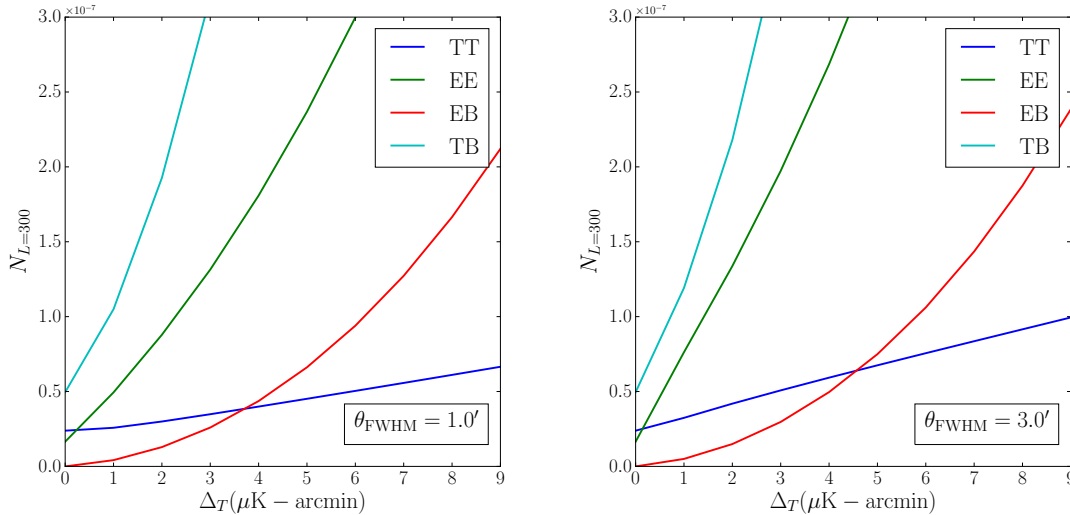 ×10⁻⁷
3.0
2.5
2.0
1.5
1.0
0.5
0.0
N_{L=300}
0 1 2 3 4 5 6 7 8 9
Δ_T(μK − arcmin)
TT
EE
EB
TB
θ_FWHM = 1.0′
×10⁻⁷
3.0
2.5
2.0
1.5
1.0
0.5
0.0
N_{L=300}
0 1 2 3 4 5 6 7 8 9
Δ_T(μK − arcmin)
TT
EE
EB
TB
θ_FWHM = 3.0′